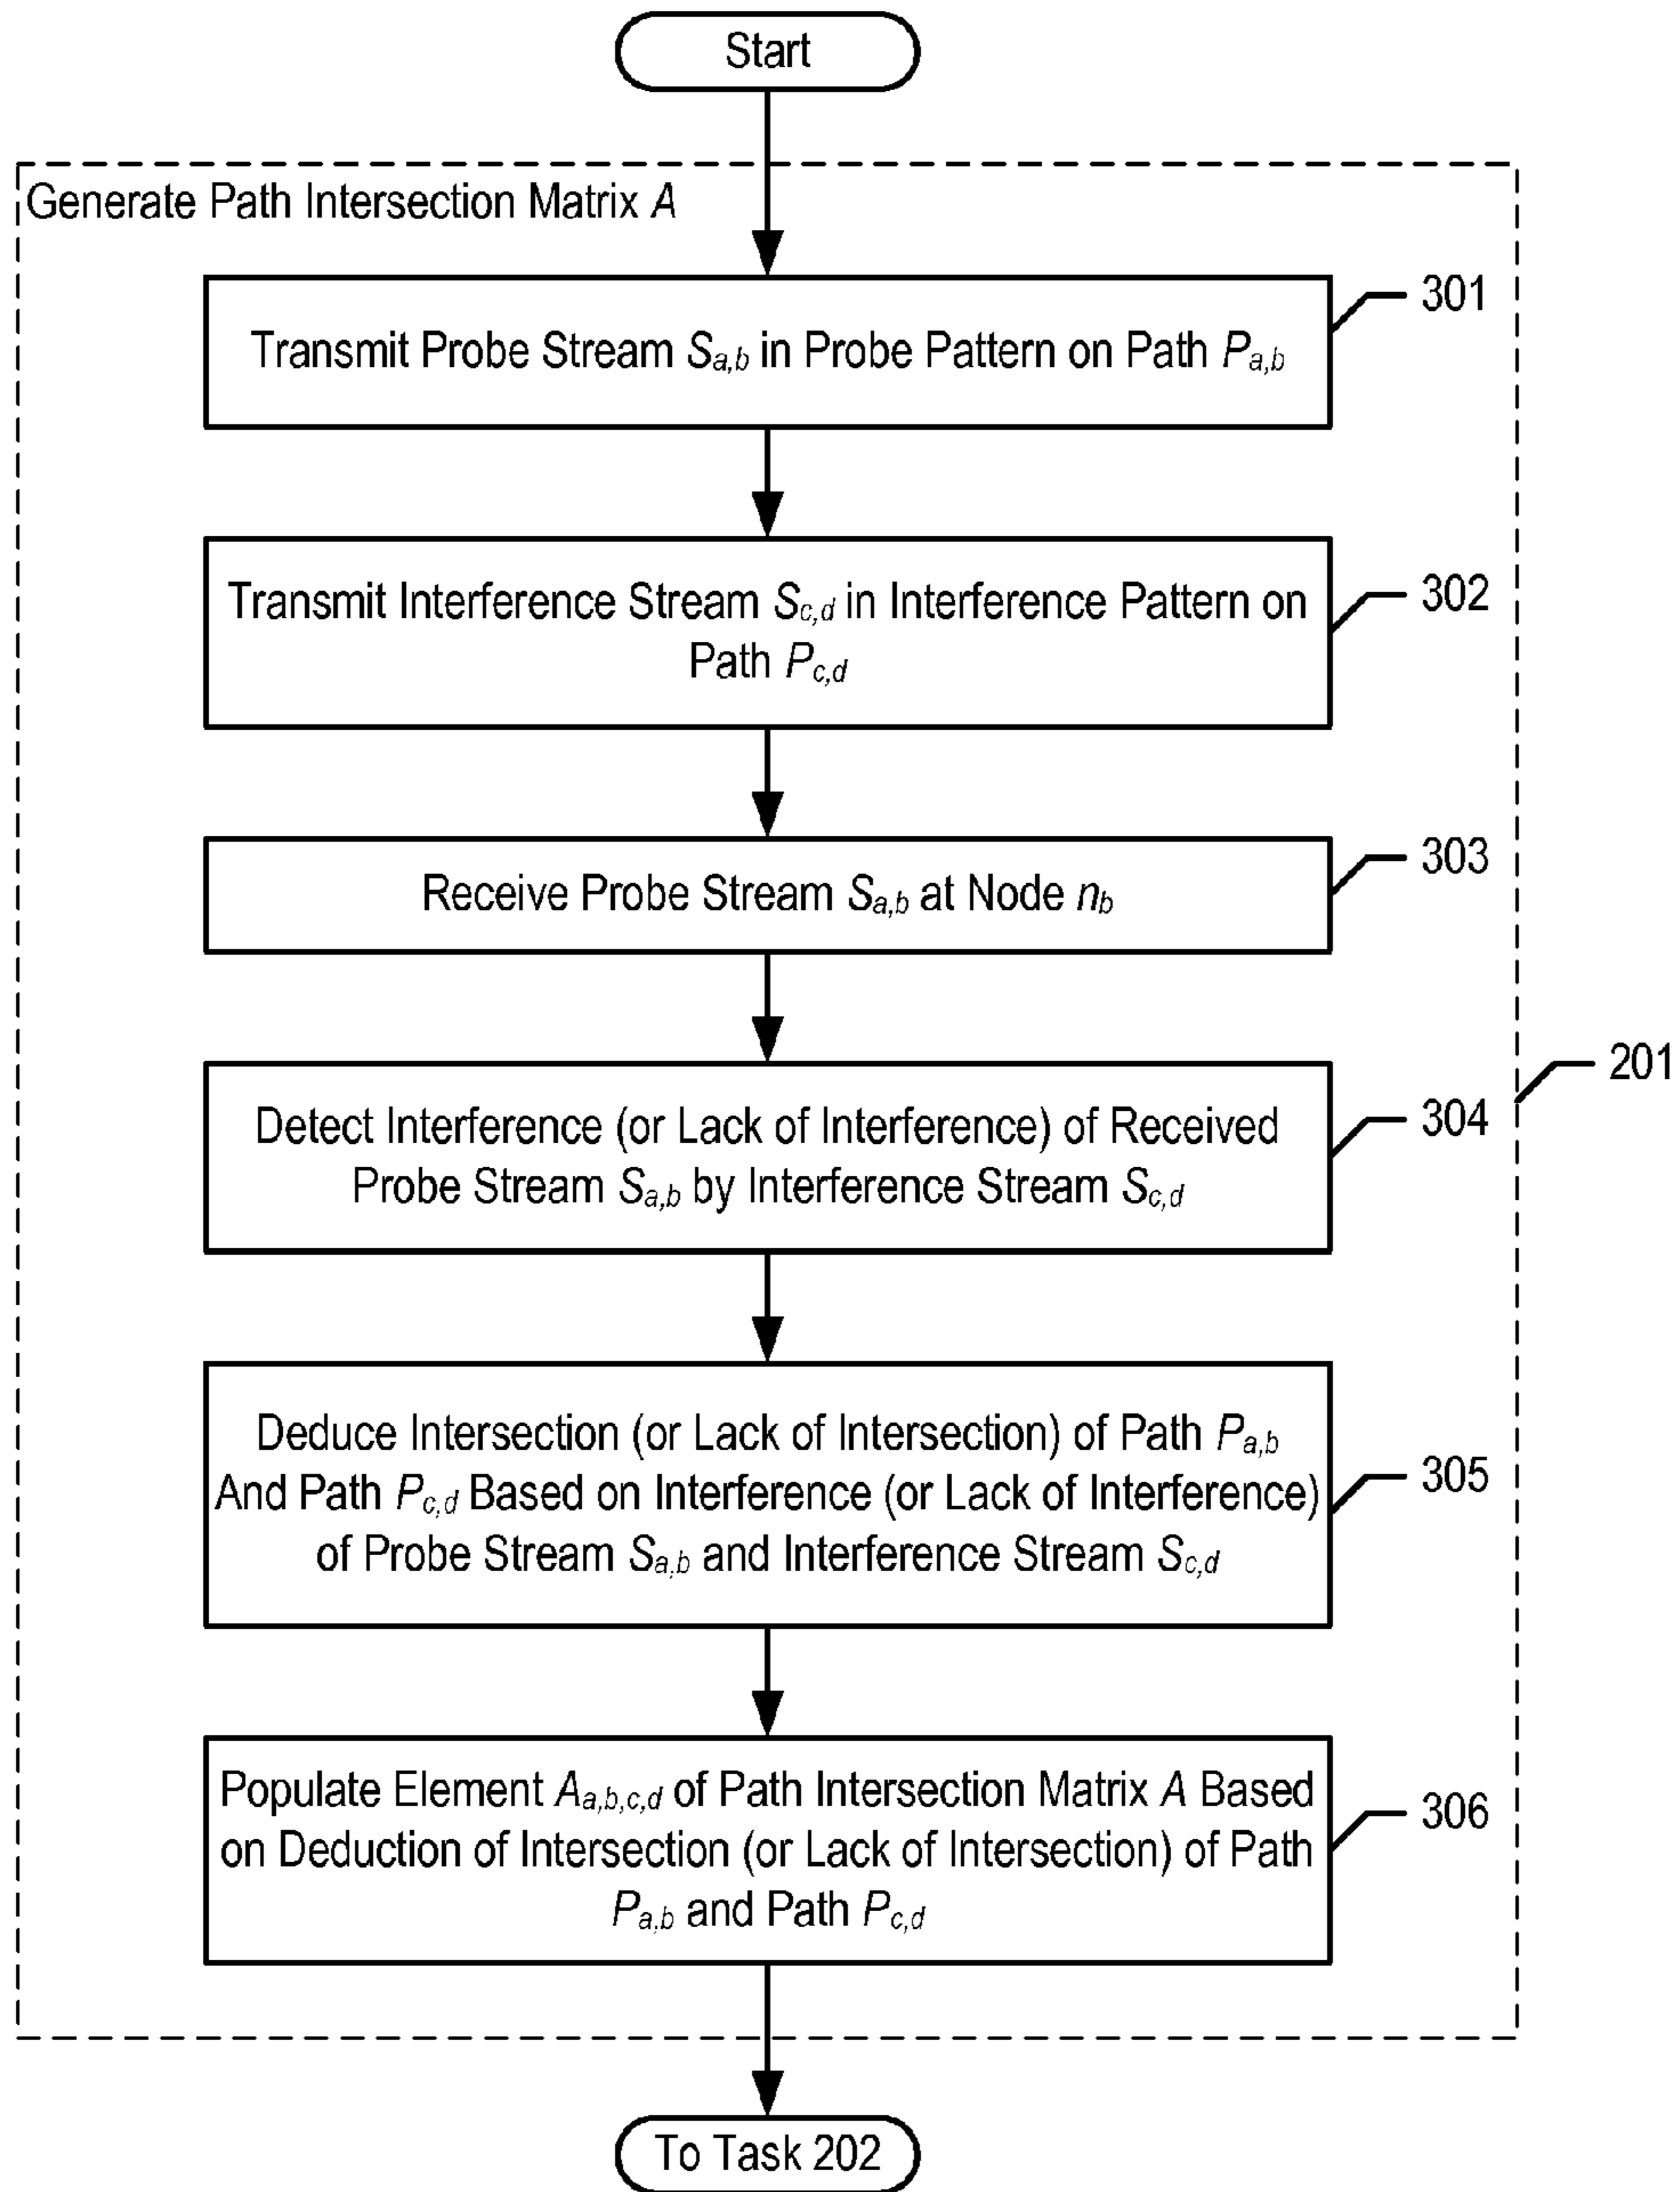 Start
Generate Path Intersection Matrix A
301
Transmit Probe Stream Sa,b in Probe Pattern on Path Pa,b
302
Transmit Interference Stream Sc,d in Interference Pattern on
Path Pc,d
303
Receive Probe Stream Sa,b at Node nb
201
304
Detect Interference (or Lack of Interference) of Received
Probe Stream Sa,b by Interference Stream Sc,d
305
Deduce Intersection (or Lack of Intersection) of Path Pa,b
And Path Pc,d Based on Interference (or Lack of Interference)
of Probe Stream Sa,b and Interference Stream Sc,d
306
Populate Element Aa,b,c,d of Path Intersection Matrix A Based
on Deduction of Intersection (or Lack of Intersection) of Path
Pa,b and Path Pc,d
To Task 202